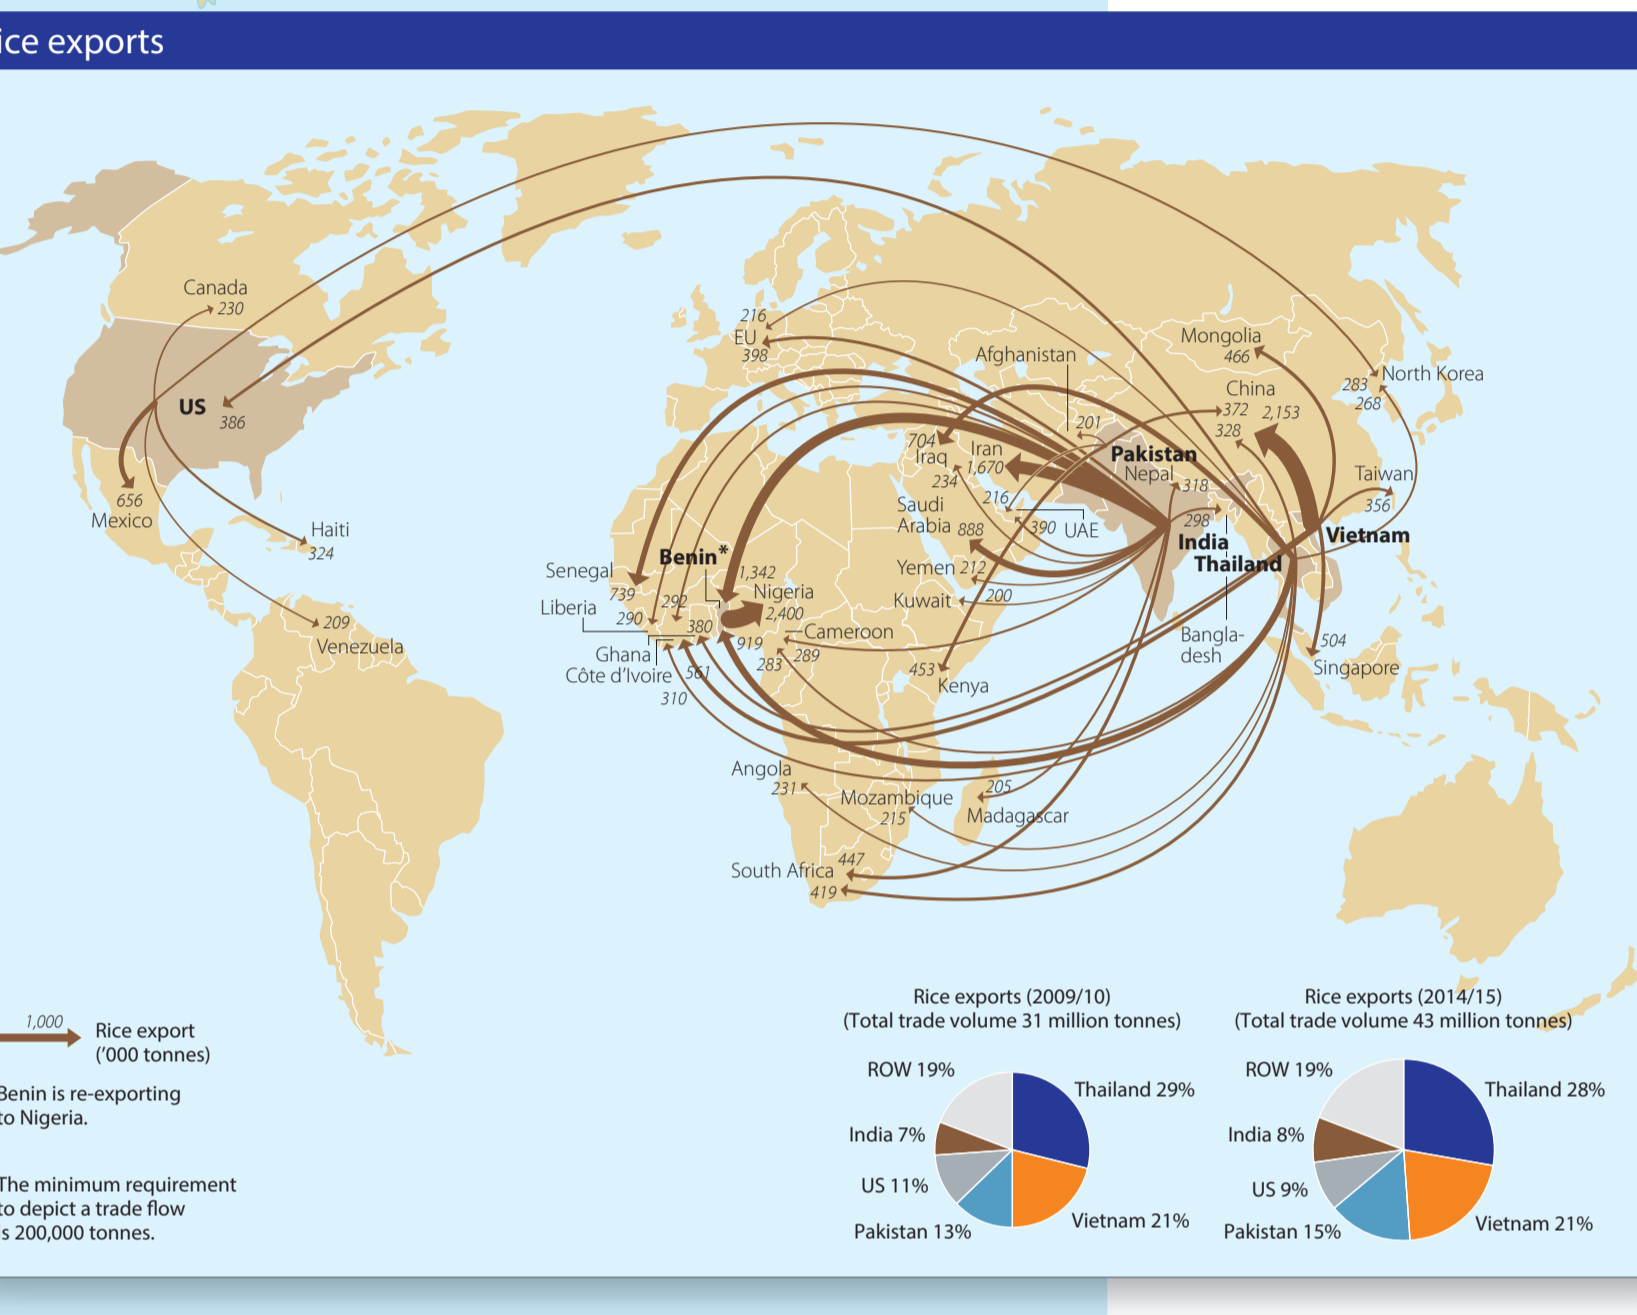 ice exports
Canada
230
US
386
656
Mexico
Haiti
324
209
Venezuela
216
EU
398
Afghanistan
201
Mongolia
466
China
372
2,153
328
283
North Korea
268
704
Iraq
234
Iran
1,670
Pakistan
Nepal
318
Taiwan
356
216
Saudi
Arabia
888
390
UAE
298
India
Thailand
Vietnam
Yemen
212
Kuwait
200
Bangla-
desh
504
Singapore
Benin*
Senegal
739
1,342
Nigeria
2,400
Liberia
290
292
380
919
Cameroon
289
283
Ghana
Côte d'Ivoire
561
310
453
Kenya
Angola
231
Mozambique
215
205
Madagascar
South Africa
447
419
1,000
Rice export
('000 tonnes)
Benin is re-exporting
to Nigeria.
The minimum requirement
to depict a trade flow
is 200,000 tonnes.
Rice exports (2009/10)
(Total trade volume 31 million tonnes)
ROW 19%
Thailand 29%
India 7%
US 11%
Pakistan 13%
Vietnam 21%
Rice exports (2014/15)
(Total trade volume 43 million tonnes)
ROW 19%
Thailand 28%
India 8%
US 9%
Pakistan 15%
Vietnam 21%